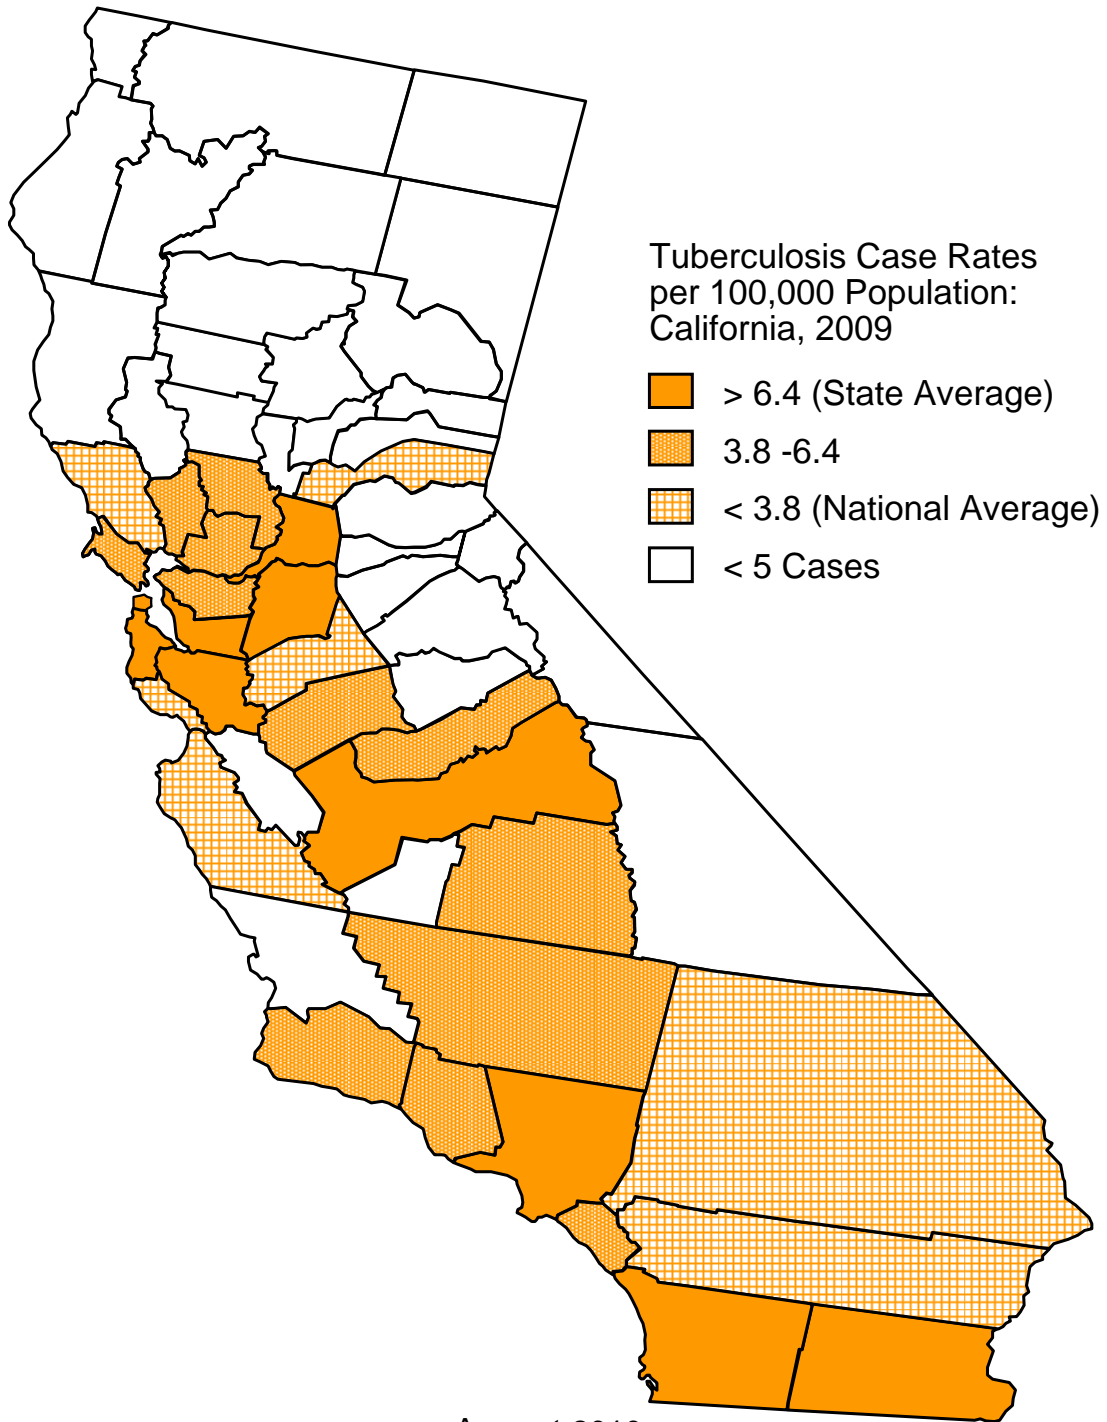 Tuberculosis Case Rates
per 100,000 Population:
California, 2009
> 6.4 (State Average)
3.8 -6.4
< 3.8 (National Average)
< 5 Cases